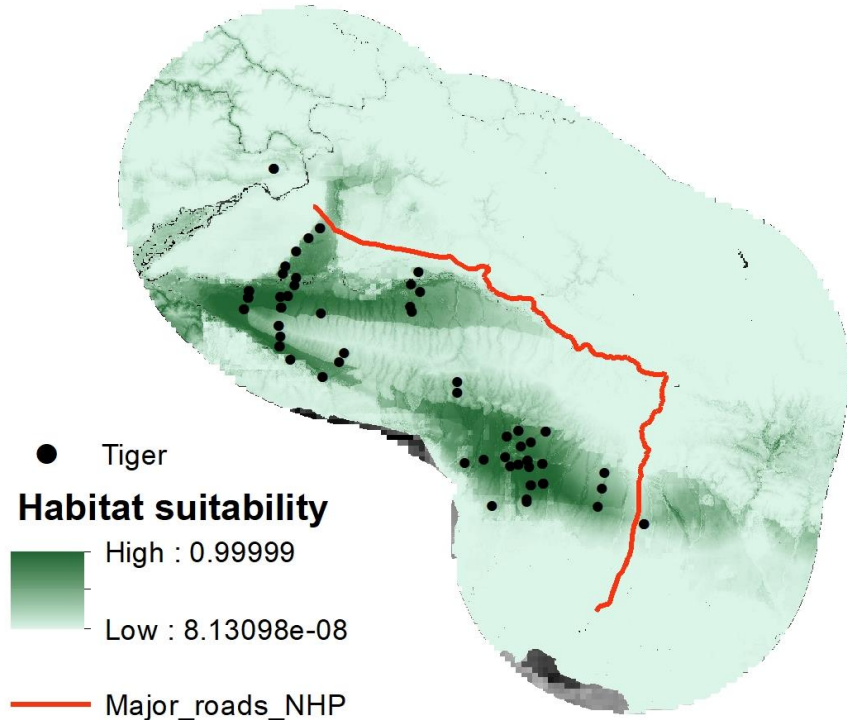 Tiger
Habitat suitability
High : 0.99999
Low : 8.13098e-08
Major_roads_NHP